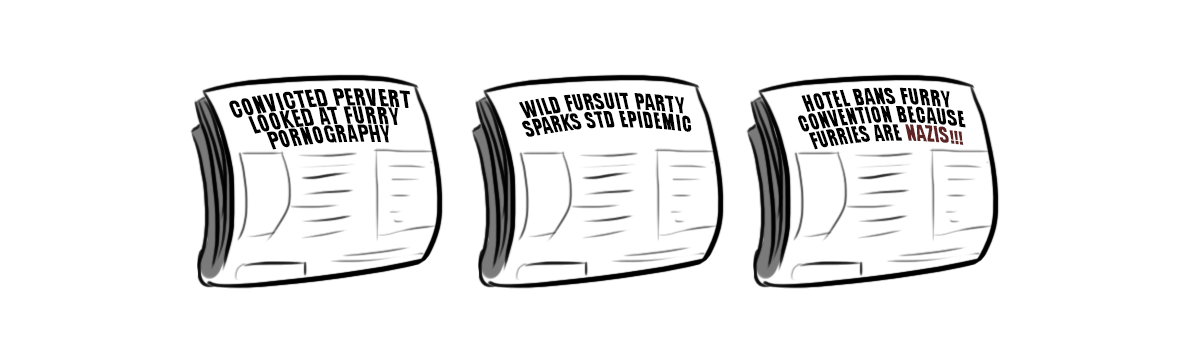 CONVICTED PERVERT
LOOKED AT FURRY
PORNOGRAPHY
WILD FURSUIT PARTY
SPARKS STD EPIDEMIC
HOTEL BANS FURRY
CONVENTION BECAUSE
FURRIES ARE NAZIS!!!